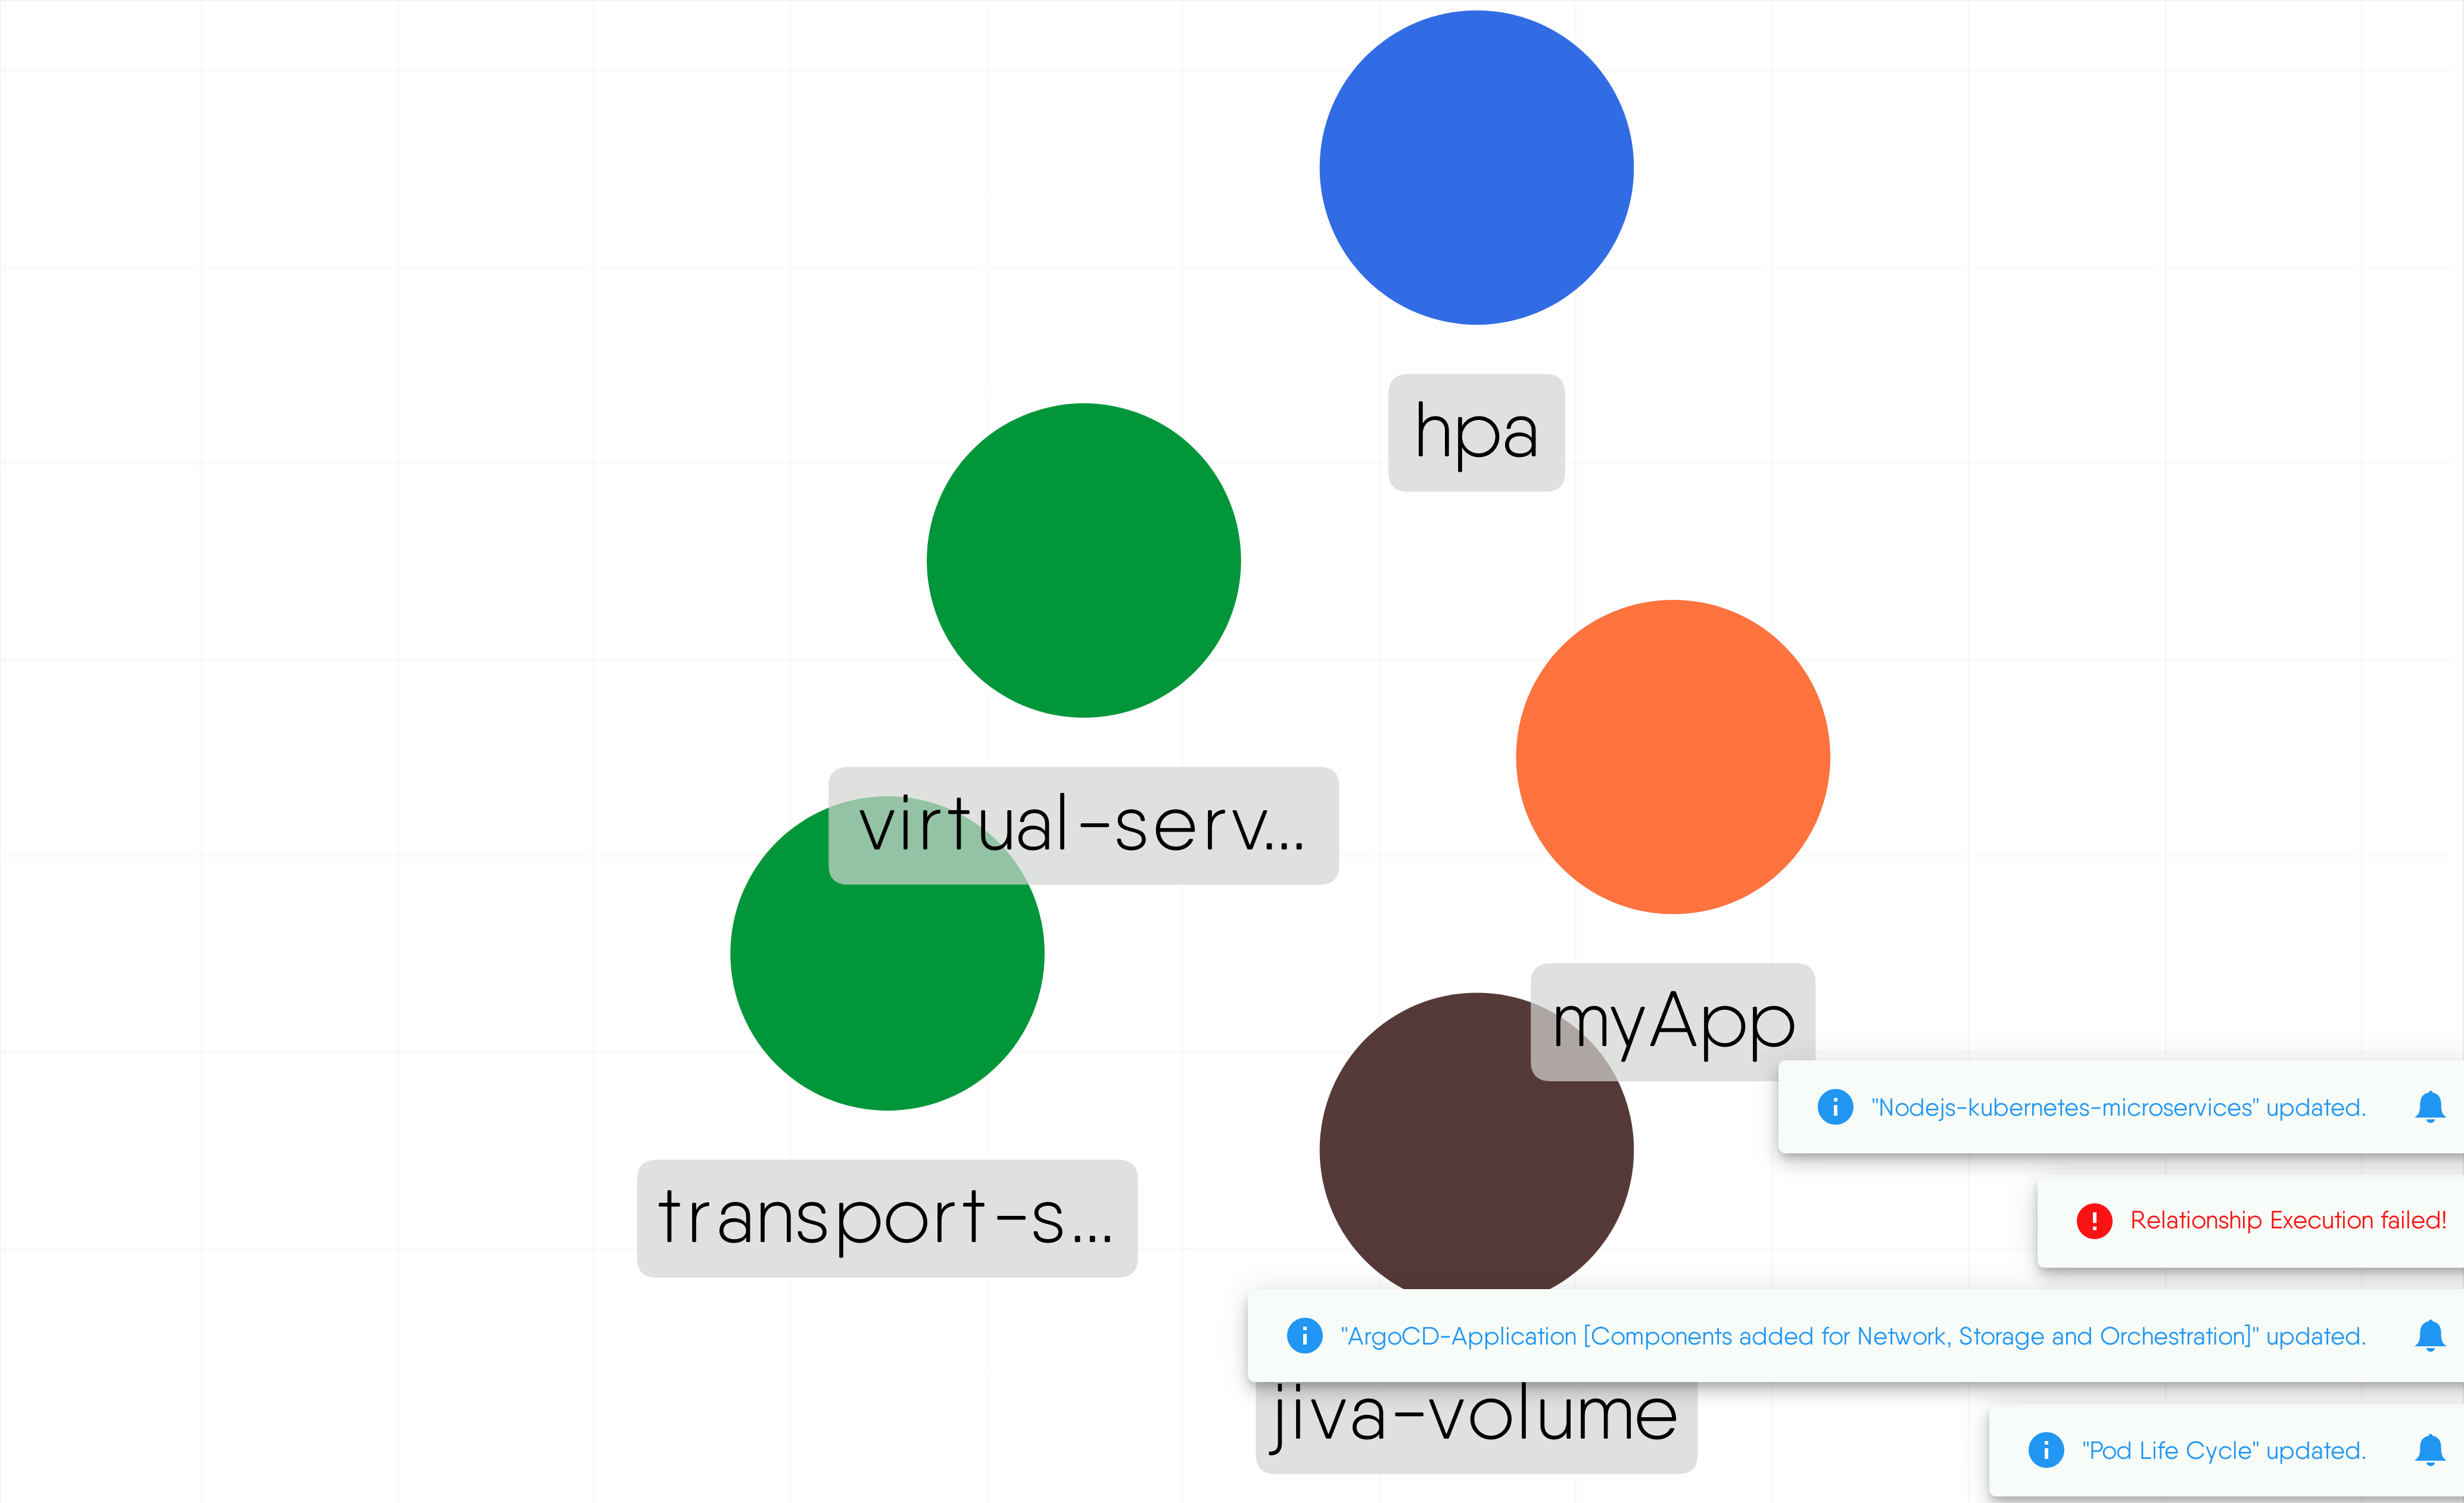 hpa
virtual-serv...
myApp
"Nodejs-kubernetes-microservices" updated.
transport-s...
Relationship Execution failed!
"ArgoCD-Application [Components added for Network, Storage and Orchestration]" updated.
jiva-volume
"Pod Life Cycle" updated.